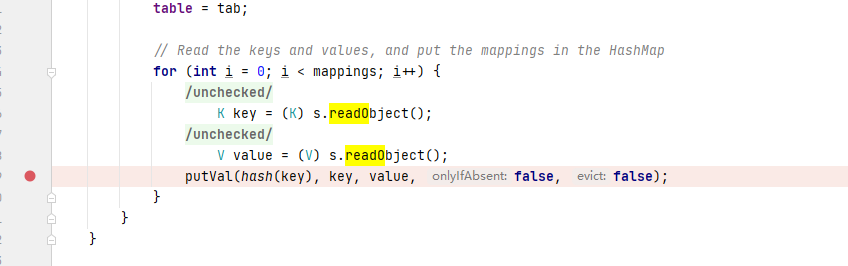 table = tab;
// Read the keys and values, and put the mappings in the HashMap
for (int i = 0; i < mappings; i++) {
/unchecked/
K key = (K) s.readObject();
/unchecked/
V value = (V) s.readObject();
putVal(hash(key), key, value, onlyIfAbsent: false, evict: false);
}
}
}